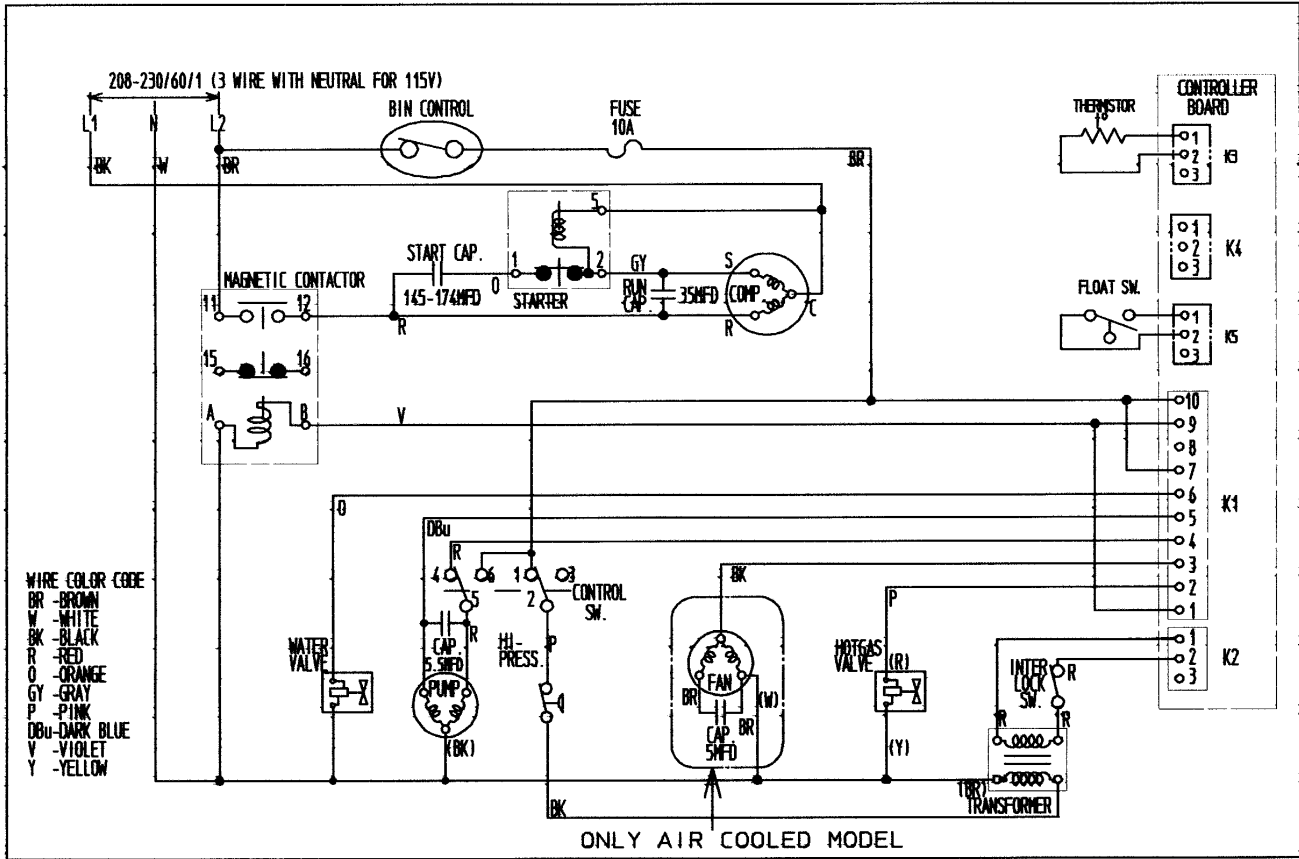 208-230/60/1 (3 WIRE WITH NEUTRAL FOR 115V)
L1 N L2
BK W BR
BIN CONTROL
FUSE
10A
BR
THERMISTOR
t°
CONTROLLER
BOARD
1
2
3
K3
1
2
3
K4
FLOAT SW.
1
2
3
K5
MAGNETIC CONTACTOR
11 12
15 16
A B
V
START CAP.
145-174MFD
O
R
1 2 5
STARTER
GY
RUN
CAP.
35MFD
S
COMP
C
R
10
9
8
7
6
5
4
3
2
1
K1
1
2
3
K2
O
DBu
R
4 6 1 3
5 2
CONTROL
SW.
BK
P
WIRE COLOR CODE
BR -BROWN
W -WHITE
BK -BLACK
R -RED
O -ORANGE
GY -GRAY
P -PINK
DBu-DARK BLUE
V -VIOLET
Y -YELLOW
WATER
VALVE
CAP.
5.5MFD
R
PUMP
(BK)
HI-
PRESS.
P
BK
FAN
BR
(W)
CAP.
5MFD
BR
HOTGAS
VALVE
(R)
(Y)
INTER
LOCK
SW.
R
R R
(BR)
TRANSFORMER
ONLY AIR COOLED MODEL